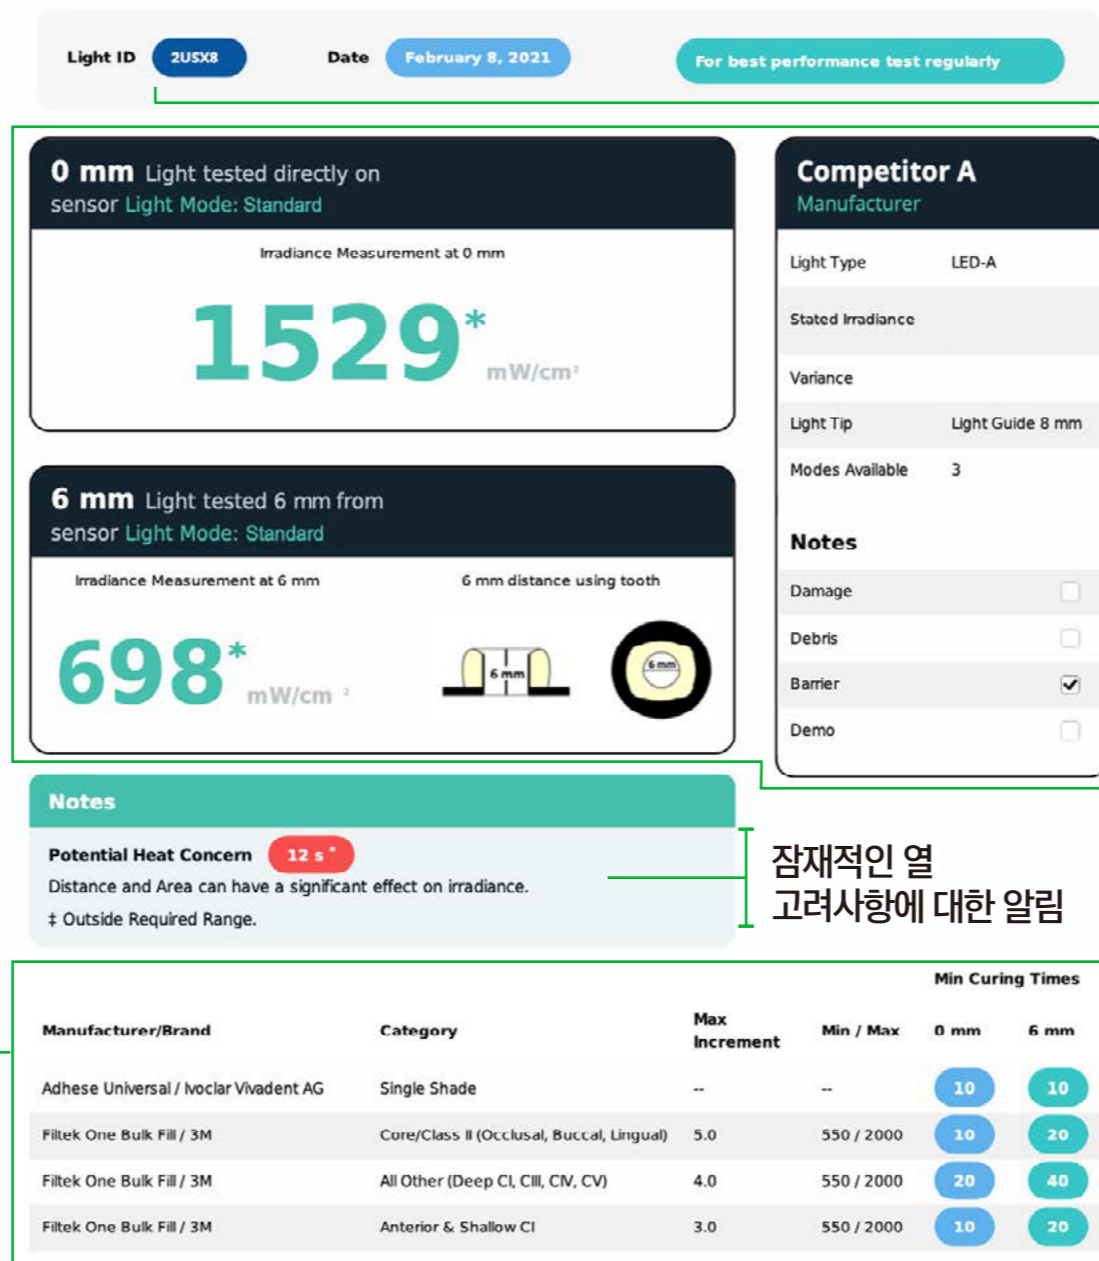 Light ID 2USX8 Date February 8, 2021 For best performance test regularly
0 mm Light tested directly on
sensor Light Mode: Standard
Irradiance Measurement at 0 mm
1529* mW/cm²
6 mm Light tested 6 mm from
sensor Light Mode: Standard
Irradiance Measurement at 6 mm 6 mm distance using tooth
698* mW/cm ²
6 mm
6 mm
Competitor A
Manufacturer
Light Type LED-A
Stated Irradiance
Variance
Light Tip Light Guide 8 mm
Modes Available 3
Notes
Damage
Debris
Barrier
Demo
Notes
Potential Heat Concern 12 s *
Distance and Area can have a significant effect on irradiance.
‡ Outside Required Range.
잠재적인 열
고려사항에 대한 알림
Min Curing Times
Manufacturer/Brand Category Max Increment Min / Max 0 mm 6 mm
Adhese Universal / Ivoclar Vivadent AG Single Shade -- -- 10 10
Filtek One Bulk Fill / 3M Core/Class II (Occlusal, Buccal, Lingual) 5.0 550 / 2000 10 20
Filtek One Bulk Fill / 3M All Other (Deep CI, CIII, CIV, CV) 4.0 550 / 2000 20 40
Filtek One Bulk Fill / 3M Anterior & Shallow CI 3.0 550 / 2000 10 20